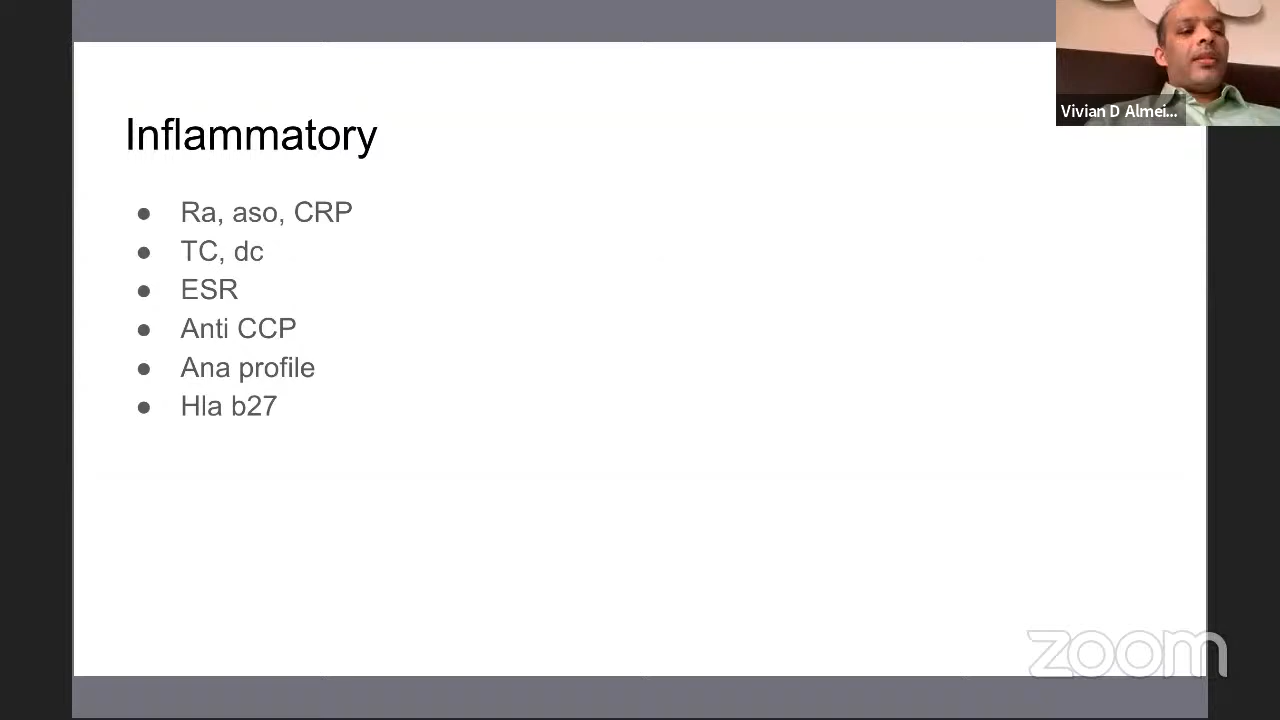 Vivian D Almei...
Inflammatory
● Ra, aso, CRP
● TC, dc
● ESR
● Anti CCP
● Ana profile
● Hla b27
zoom